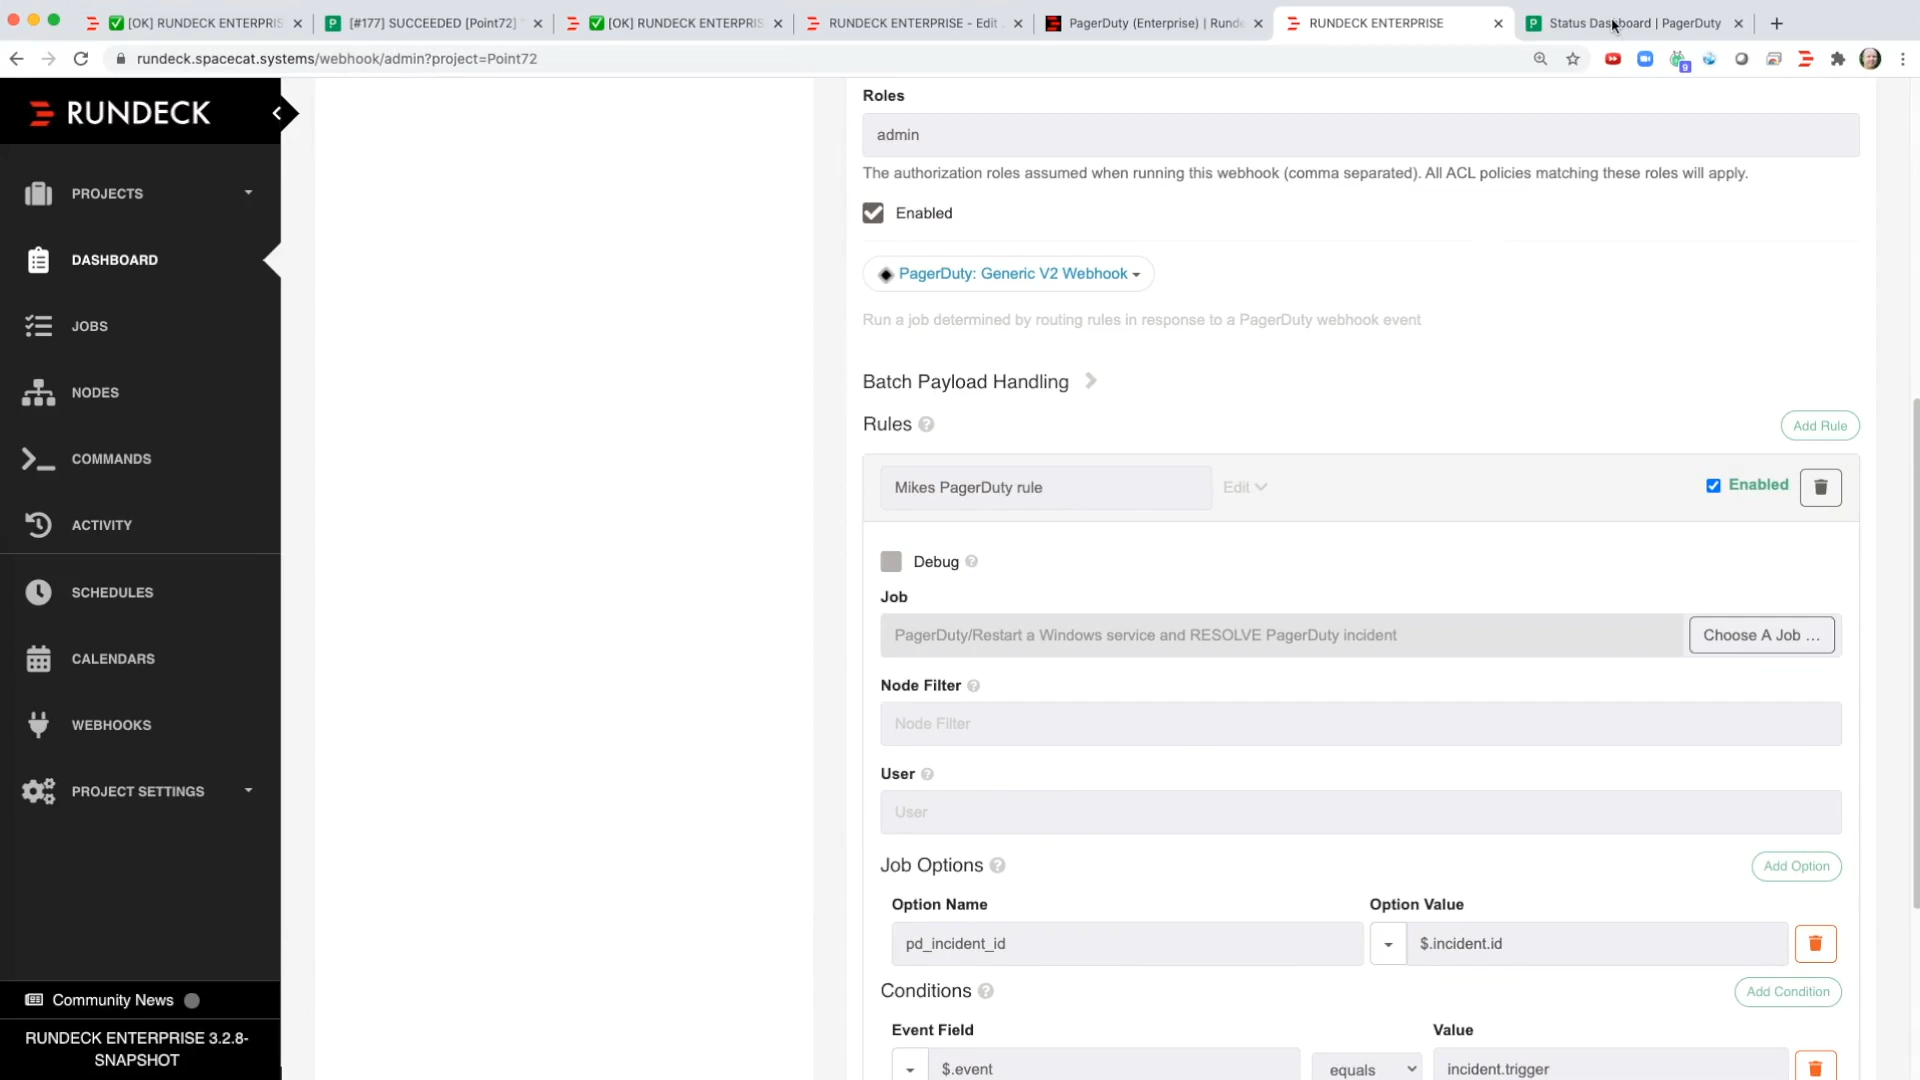 [OK] RUNDECK ENTERPRIS
[#177] SUCCEEDED [Point72]
[OK] RUNDECK ENTERPRIS
RUNDECK ENTERPRISE - Edit
PagerDuty (Enterprise) | Runde
RUNDECK ENTERPRISE
Status Dashboard | PagerDuty
rundeck.spacecat.systems/webhook/admin?project=Point72
9
RUNDECK
PROJECTS
DASHBOARD
JOBS
NODES
COMMANDS
ACTIVITY
SCHEDULES
CALENDARS
WEBHOOKS
PROJECT SETTINGS
Community News
RUNDECK ENTERPRISE 3.2.8-
SNAPSHOT
Roles
admin
The authorization roles assumed when running this webhook (comma separated). All ACL policies matching these roles will apply.
Enabled
PagerDuty: Generic V2 Webhook
Run a job determined by routing rules in response to a PagerDuty webhook event
Batch Payload Handling
Rules
Add Rule
Mikes PagerDuty rule
Edit
Enabled
Debug
Job
PagerDuty/Restart a Windows service and RESOLVE PagerDuty incident
Choose A Job ...
Node Filter
Node Filter
User
User
Job Options
Add Option
Option Name
Option Value
pd_incident_id
$.incident.id
Conditions
Add Condition
Event Field
Value
$.event
equals
incident.trigger